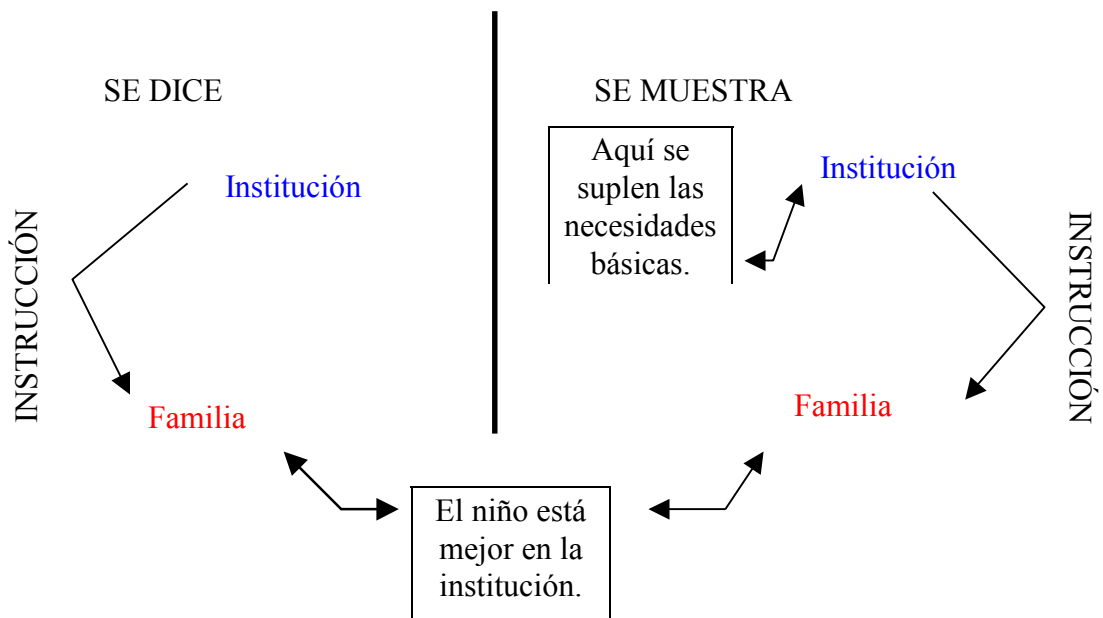 SE DICE
SE MUESTRA
Aquí se
suplen las
necesidades
básicas.
Institución
Institución
INSTRUCCIÓN
INSTRUCCIÓN
Familia
Familia
El niño está
mejor en la
institución.